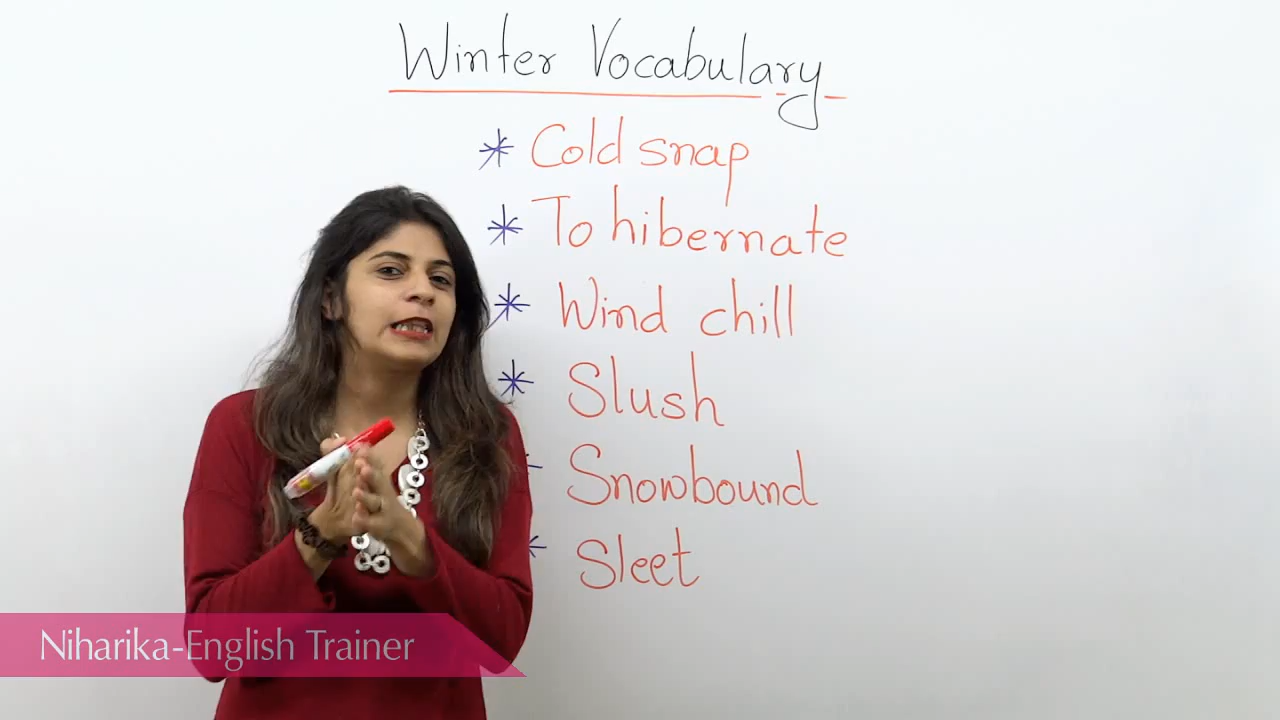 Winter Vocabulary
* Cold snap
* To hibernate
* Wind chill
* Slush
* Snowbound
* Sleet
Niharika-English Trainer